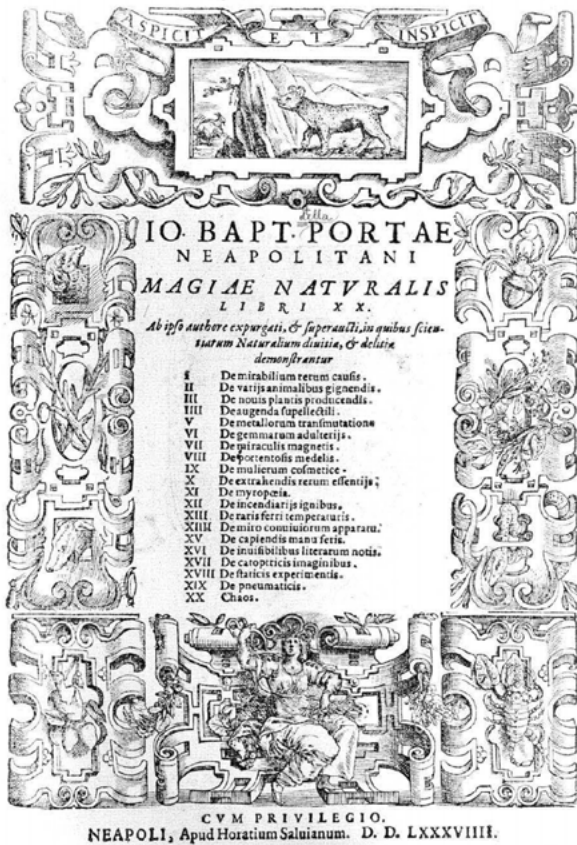 ASPICIT ET INSPICIT
della
IO. BAPT. PORTAE
NEAPOLITANI
MAGIAE NATVRALIS
LIBRI XX.
Ab ipso authore expurgati, & superaucti, in quibus scien-
tiarum Naturalium diuitiæ, & delitiæ
demonstrantur
I De mirabilium rerum causis.
II De varijs animalibus gignendis.
III De nouis plantis producendis.
IIII De augenda supellectili.
V De metallorum transmutatione
VI De gemmarum adulterijs.
VII De miraculis magnetis.
VIII De portentosis medelis.
IX De mulierum cosmetice.
X De extrahendis rerum essentijs;
XI De myropœia.
XII De incendiarijs ignibus.
XIII De raris ferri temperaturis.
XIIII De miro conuiuiorum apparatu.
XV De capiendis manu feris.
XVI De inuisibilibus literarum notis.
XVII De catoptricis imaginibus.
XVIII De staticis experimentis.
XIX De pneumaticis.
XX Chaos.
CVM PRIVILEGIO.
NEAPOLI, Apud Horatium Saluianum. D. D. LXXXVIIII.